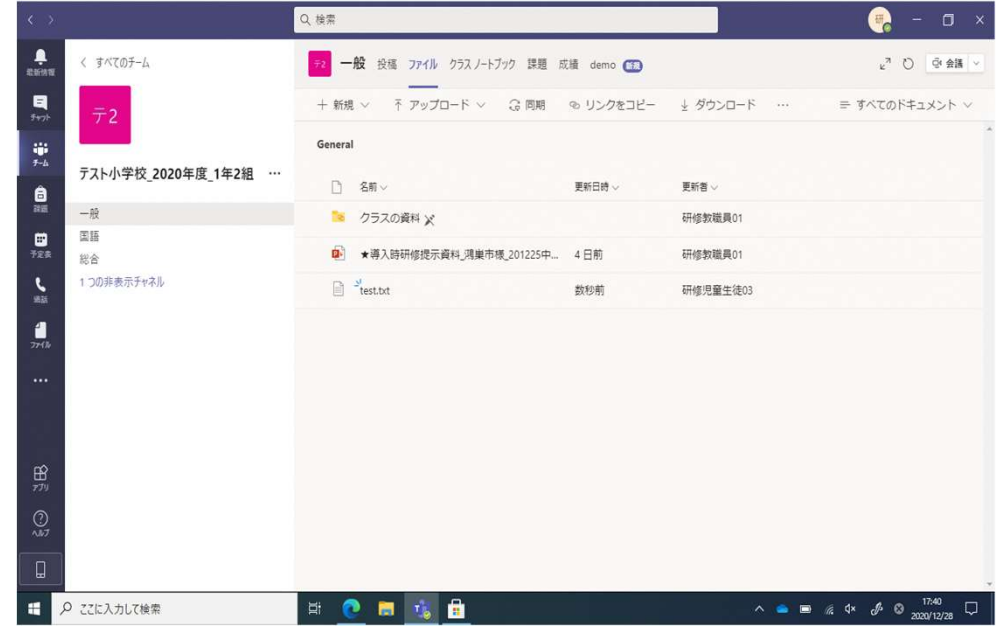 検索
研
最新情報
チャット
チーム
課題
予定表
通話
ファイル
アプリ
ヘルプ
すべてのチーム
テ2
テスト小学校_2020年度_1年2組 …
一般
国語
総合
1 つの非表示チャネル
テ2 一般 投稿 ファイル クラス ノートブック 課題 成績 demo 新規 会議
新規 アップロード 同期 リンクをコピー ダウンロード … すべてのドキュメント
General
名前 更新日時 更新者
クラスの資料 研修教職員01
★導入時研修提示資料_鴻巣市様_201225中... 4 日前 研修教職員01
test.txt 数秒前 研修児童生徒03
ここに入力して検索
17:40
2020/12/28